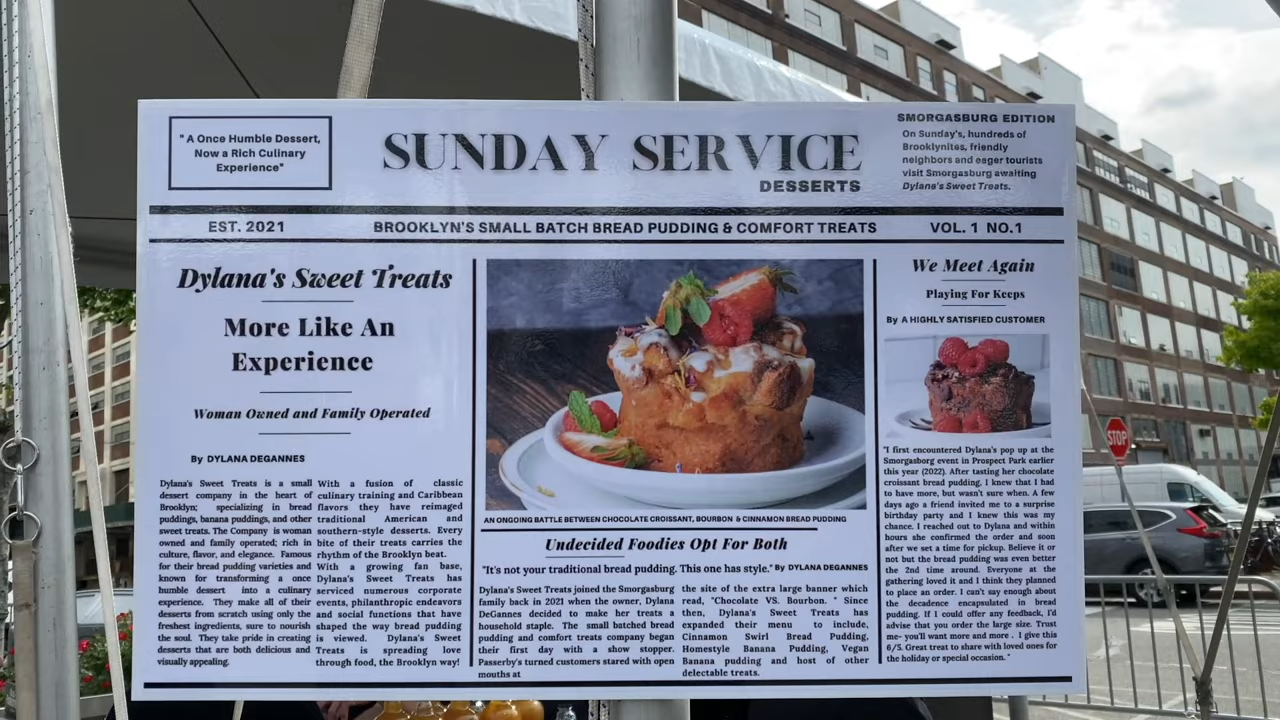 "A Once Humble Dessert,
Now a Rich Culinary
Experience"
SUNDAY SERVICE
DESSERTS
SMORGASBURG EDITION
On Sunday's, hundreds of
Brooklynites, friendly
neighbors and eager tourists
visit Smorgasburg awaiting
Dylana's Sweet Treats.
EST. 2021
BROOKLYN'S SMALL BATCH BREAD PUDDING & COMFORT TREATS
VOL. 1 NO.1
Dylana's Sweet Treats
More Like An
Experience
Woman Owned and Family Operated
By DYLANA DEGANNES
Dylana's Sweet Treats is a small
dessert company in the heart of
Brooklyn; specializing in bread
puddings, banana puddings, and other
sweet treats. The Company is woman
owned and family operated; rich in
culture, flavor, and elegance. Famous
for their bread pudding varieties and
known for transforming a once
humble dessert into a culinary
experience. They make all of their
desserts from scratch using only the
freshest ingredients, sure to nourish
the soul. They take pride in creating
desserts that are both delicious and
visually appealing.
With a fusion of classic
culinary training and Caribbean
flavors they have reimaged
traditional American and
southern-style desserts. Every
bite of their treats carries the
rhythm of the Brooklyn beat.
With a growing fan base,
Dylana's Sweet Treats has
serviced numerous corporate
events, philanthropic endeavors
and social functions that have
shaped the way bread pudding
is viewed. Dylana's Sweet
Treats is spreading love
through food, the Brooklyn way!
AN ONGOING BATTLE BETWEEN CHOCOLATE CROISSANT, BOURBON & CINNAMON BREAD PUDDING
Undecided Foodies Opt For Both
"It's not your traditional bread pudding. This one has style." By DYLANA DEGANNES
Dylana's Sweet Treats joined the Smorgasburg
family back in 2021 when the owner, Dylana
DeGannes decided to make her treats a
household staple. The small batched bread
pudding and comfort treats company began
their first day with a show stopper.
Passerby's turned customers stared with open
mouths at
the site of the extra large banner which
read, "Chocolate VS. Bourbon. " Since
then, Dylana's Sweet Treats has
expanded their menu to include,
Cinnamon Swirl Bread Pudding,
Homestyle Banana Pudding, Vegan
Banana pudding and host of other
delectable treats.
We Meet Again
Playing For Keeps
By A HIGHLY SATISFIED CUSTOMER
"I first encountered Dylana's pop up at the
Smorgasborg event in Prospect Park earlier
this year (2022). After tasting her chocolate
croissant bread pudding, I knew that I had
to have more, but wasn't sure when. A few
days ago a friend invited me to a surprise
birthday party and I knew this was my
chance. I reached out to Dylana and within
hours she confirmed the order and soon
after we set a time for pickup. Believe it or
not but the bread pudding was even better
the 2nd time around. Everyone at the
gathering loved it and I think they planned
to place an order. I can't say enough about
the decadence encapsulated in bread
pudding. If I could offer any feedback, I'd
advise that you order the large size. Trust
me- you'll want more and more . I give this
6/5. Great treat to share with loved ones for
the holiday or special occasion. "
STOP